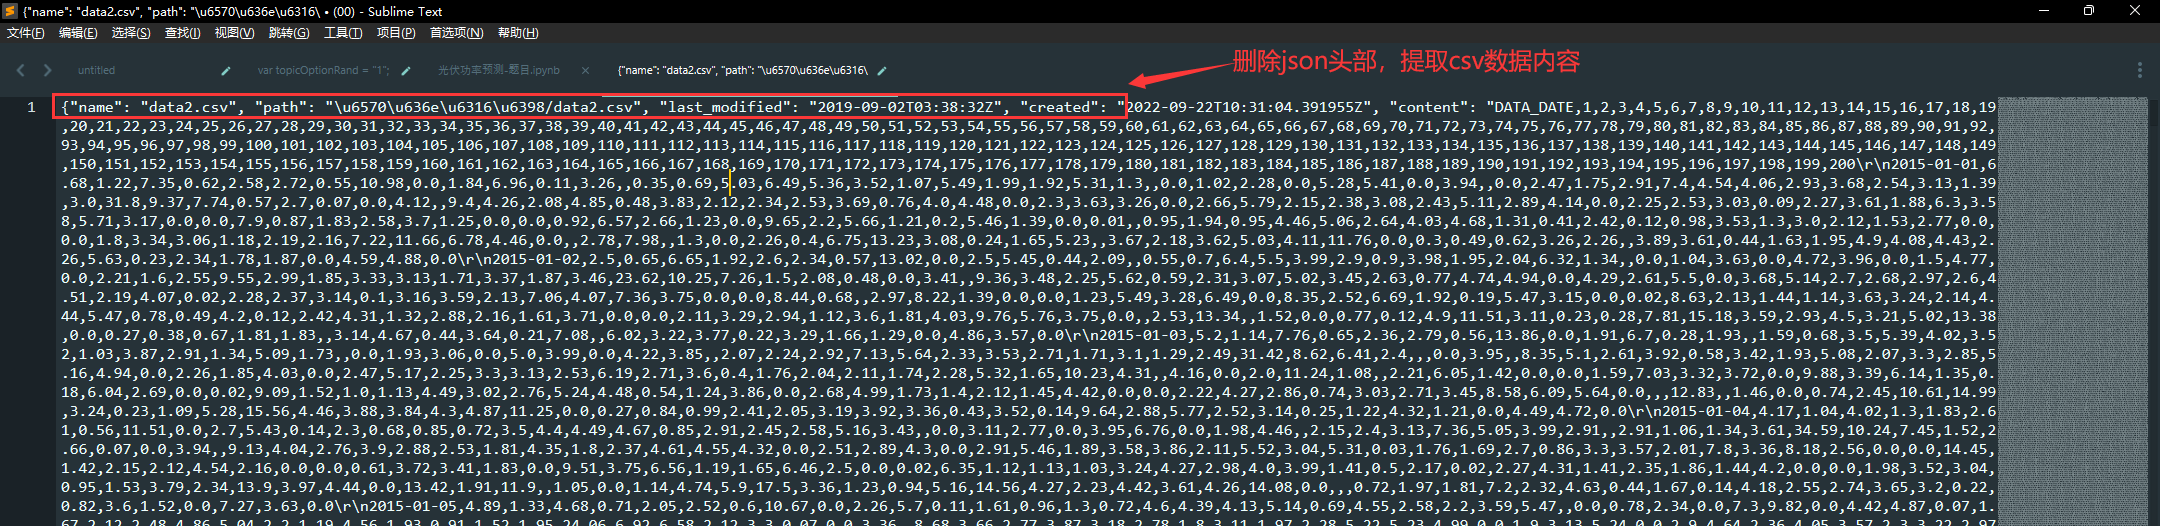 {"name": "data2.csv", "path": "\u6570\u636e\u6316\ • (00) - Sublime Text
文件(F) 编辑(E) 选择(S) 查找(I) 视图(V) 跳转(G) 工具(T) 项目(P) 首选项(N) 帮助(H)
删除json头部，提取csv数据内容
untitled var topicOptionRand = "1"; 光伏功率预测-题目.ipynb {"name": "data2.csv", "path": "\u6570\u636e\u6316\
1 {"name": "data2.csv", "path": "\u6570\u636e\u6316\u6398/data2.csv", "last_modified": "2019-09-02T03:38:32Z", "created": "2022-09-22T10:31:04.391955Z", "content": "DATA_DATE,1,2,3,4,5,6,7,8,9,10,11,12,13,14,15,16,17,18,19
,20,21,22,23,24,25,26,27,28,29,30,31,32,33,34,35,36,37,38,39,40,41,42,43,44,45,46,47,48,49,50,51,52,53,54,55,56,57,58,59,60,61,62,63,64,65,66,67,68,69,70,71,72,73,74,75,76,77,78,79,80,81,82,83,84,85,86,87,88,89,90,91,92,
93,94,95,96,97,98,99,100,101,102,103,104,105,106,107,108,109,110,111,112,113,114,115,116,117,118,119,120,121,122,123,124,125,126,127,128,129,130,131,132,133,134,135,136,137,138,139,140,141,142,143,144,145,146,147,148,149
,150,151,152,153,154,155,156,157,158,159,160,161,162,163,164,165,166,167,168,169,170,171,172,173,174,175,176,177,178,179,180,181,182,183,184,185,186,187,188,189,190,191,192,193,194,195,196,197,198,199,200\r\n2015-01-01,6
.68,1.22,7.35,0.62,2.58,2.72,0.55,10.98,0.0,1.84,6.96,0.11,3.26,,0.35,0.69,5.03,6.49,5.36,3.52,1.07,5.49,1.99,1.92,5.31,1.3,,0.0,1.02,2.28,0.0,5.28,5.41,0.0,3.94,,0.0,2.47,1.75,2.91,7.4,4.54,4.06,2.93,3.68,2.54,3.13,1.39
,3.0,31.8,9.37,7.74,0.57,2.7,0.07,0.0,4.12,,9.4,4.26,2.08,4.85,0.48,3.83,2.12,2.34,2.53,3.69,0.76,4.0,4.48,0.0,2.3,3.63,3.26,0.0,2.66,5.79,2.15,2.38,3.08,2.43,5.11,2.89,4.14,0.0,2.25,2.53,3.03,0.09,2.27,3.61,1.88,6.3,3.5
8,5.71,3.17,0.0,0.0,7.9,0.87,1.83,2.58,3.7,1.25,0.0,0.0,0.92,6.57,2.66,1.23,0.0,9.65,2.2,5.66,1.21,0.2,5.46,1.39,0.0,0.01,,0.95,1.94,0.95,4.46,5.06,2.64,4.03,4.68,1.31,0.41,2.42,0.12,0.98,3.53,1.3,3.0,2.12,1.53,2.77,0.0,
0.0,1.8,3.34,3.06,1.18,2.19,2.16,7.22,11.66,6.78,4.46,0.0,,2.78,7.98,,1.3,0.0,2.26,0.4,6.75,13.23,3.08,0.24,1.65,5.23,,3.67,2.18,3.62,5.03,4.11,11.76,0.0,0.3,0.49,0.62,3.26,2.26,,3.89,3.61,0.44,1.63,1.95,4.9,4.08,4.43,2.
26,5.63,0.23,2.34,1.78,1.87,0.0,4.59,4.88,0.0\r\n2015-01-02,2.5,0.65,6.65,1.92,2.6,2.34,0.57,13.02,0.0,2.5,5.45,0.44,2.09,,0.55,0.7,6.4,5.5,3.99,2.9,0.9,3.98,1.95,2.04,6.32,1.34,,0.0,1.04,3.63,0.0,4.72,3.96,0.0,1.5,4.77,
0.0,2.21,1.6,2.55,9.55,2.99,1.85,3.33,3.13,1.71,3.37,1.87,3.46,23.62,10.25,7.26,1.5,2.08,0.48,0.0,3.41,,9.36,3.48,2.25,5.62,0.59,2.31,3.07,5.02,3.45,2.63,0.77,4.74,4.94,0.0,4.29,2.61,5.5,0.0,3.68,5.14,2.7,2.68,2.97,2.6,4
.51,2.19,4.07,0.02,2.28,2.37,3.14,0.1,3.16,3.59,2.13,7.06,4.07,7.36,3.75,0.0,0.0,8.44,0.68,,2.97,8.22,1.39,0.0,0.0,1.23,5.49,3.28,6.49,0.0,8.35,2.52,6.69,1.92,0.19,5.47,3.15,0.0,0.02,8.63,2.13,1.44,1.14,3.63,3.24,2.14,4.
44,5.47,0.78,0.49,4.2,0.12,2.42,4.31,1.32,2.88,2.16,1.61,3.71,0.0,0.0,2.11,3.29,2.94,1.12,3.6,1.81,4.03,9.76,5.76,3.75,0.0,,2.53,13.34,,1.52,0.0,0.77,0.12,4.9,11.51,3.11,0.23,0.28,7.81,15.18,3.59,2.93,4.5,3.21,5.02,13.38
,0.0,0.27,0.38,0.67,1.81,1.83,,3.14,4.67,0.44,3.64,0.21,7.08,,6.02,3.22,3.77,0.22,3.29,1.66,1.29,0.0,4.86,3.57,0.0\r\n2015-01-03,5.2,1.14,7.76,0.65,2.36,2.79,0.56,13.86,0.0,1.91,6.7,0.28,1.93,,1.59,0.68,3.5,5.39,4.02,3.5
2,1.03,3.87,2.91,1.34,5.09,1.73,,0.0,1.93,3.06,0.0,5.0,3.99,0.0,4.22,3.85,,2.07,2.24,2.92,7.13,5.64,2.33,3.53,2.71,1.71,3.1,1.29,2.49,31.42,8.62,6.41,2.4,,,0.0,3.95,,8.35,5.1,2.61,3.92,0.58,3.42,1.93,5.08,2.07,3.3,2.85,5
.16,4.94,0.0,2.26,1.85,4.03,0.0,2.47,5.17,2.25,3.3,3.13,2.53,6.19,2.71,3.6,0.4,1.76,2.04,2.11,1.74,2.28,5.32,1.65,10.23,4.31,,4.16,0.0,2.0,11.24,1.08,,2.21,6.05,1.42,0.0,0.0,1.59,7.03,3.32,3.72,0.0,9.88,3.39,6.14,1.35,0.
18,6.04,2.69,0.0,0.02,9.09,1.52,1.0,1.13,4.49,3.02,2.76,5.24,4.48,0.54,1.24,3.86,0.0,2.68,4.99,1.73,1.4,2.12,1.45,4.42,0.0,0.0,2.22,4.27,2.86,0.74,3.03,2.71,3.45,8.58,6.09,5.64,0.0,,,12.83,,1.46,0.0,0.74,2.45,10.61,14.99
,3.24,0.23,1.09,5.28,15.56,4.46,3.88,3.84,4.3,4.87,11.25,0.0,0.27,0.84,0.99,2.41,2.05,3.19,3.92,3.36,0.43,3.52,0.14,9.64,2.88,5.77,2.52,3.14,0.25,1.22,4.32,1.21,0.0,4.49,4.72,0.0\r\n2015-01-04,4.17,1.04,4.02,1.3,1.83,2.6
1,0.56,11.51,0.0,2.7,5.43,0.14,2.3,0.68,0.85,0.72,3.5,4.4,4.49,4.67,0.85,2.91,2.45,2.58,5.16,3.43,,0.0,3.11,2.77,0.0,3.95,6.76,0.0,1.98,4.46,,2.15,2.4,3.13,7.36,5.05,3.99,2.91,,2.91,1.06,1.34,3.61,34.59,10.24,7.45,1.52,2
.66,0.07,0.0,3.94,,9.13,4.04,2.76,3.9,2.88,2.53,1.81,4.35,1.8,2.37,4.61,4.55,4.32,0.0,2.51,2.89,4.3,0.0,2.91,5.46,1.89,3.58,3.86,2.11,5.52,3.04,5.31,0.03,1.76,1.69,2.7,0.86,3.3,3.57,2.01,7.8,3.36,8.18,2.56,0.0,0.0,14.45,
1.42,2.15,2.12,4.54,2.16,0.0,0.0,0.61,3.72,3.41,1.83,0.0,9.51,3.75,6.56,1.19,1.65,6.46,2.5,0.0,0.02,6.35,1.12,1.13,1.03,3.24,4.27,2.98,4.0,3.99,1.41,0.5,2.17,0.02,2.27,4.31,1.41,2.35,1.86,1.44,4.2,0.0,0.0,1.98,3.52,3.04,
0.95,1.53,3.79,2.34,13.9,3.97,4.44,0.0,13.42,1.91,11.9,,1.05,0.0,1.14,4.74,5.9,17.5,3.36,1.23,0.94,5.16,14.56,4.27,2.23,4.42,3.61,4.26,14.08,0.0,,,0.72,1.97,1.81,7.2,2.32,4.63,0.44,1.67,0.14,4.18,2.55,2.74,3.65,3.2,0.22,
0.82,3.6,1.52,0.0,7.27,3.63,0.0\r\n2015-01-05,4.89,1.33,4.68,0.71,2.05,2.52,0.6,10.67,0.0,2.26,5.7,0.11,1.61,0.96,1.3,0.72,4.6,4.39,4.13,5.14,0.69,4.55,2.58,2.2,3.59,5.47,,0.0,0.78,2.34,0.0,7.3,9.82,0.0,4.42,4.87,0.07,1.